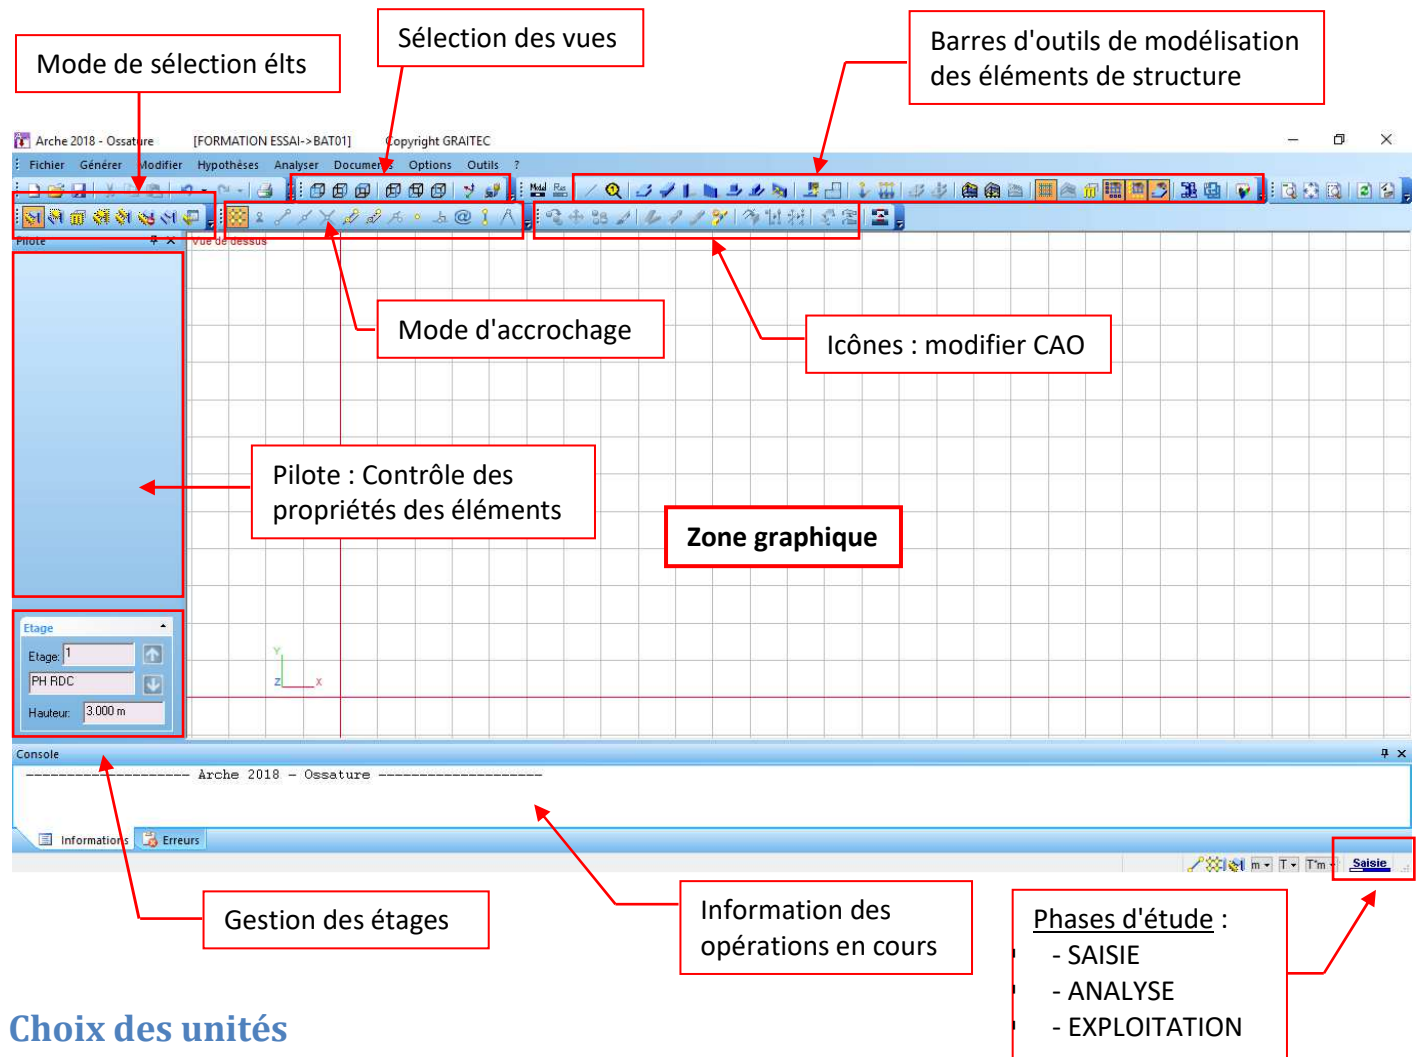 Sélection des vues
Barres d'outils de modélisation
des éléments de structure
Mode de sélection élts
Arche 2018 - Ossature [FORMATION ESSAI->BAT01] Copyright GRAITEC
Fichier Générer Modifier Hypothèses Analyser Documents Options Outils ?
Pilote
Vue de dessus
Mode d'accrochage
Icônes : modifier CAO
Pilote : Contrôle des
propriétés des éléments
Zone graphique
Etage
Etage: 1
PH RDC
Hauteur: 3.000 m
Y
Z X
Console
-------------------- Arche 2018 - Ossature --------------------
Informations Erreurs
m T T*m Saisie
Gestion des étages
Information des
opérations en cours
Phases d'étude :
- SAISIE
- ANALYSE
- EXPLOITATION
Choix des unités